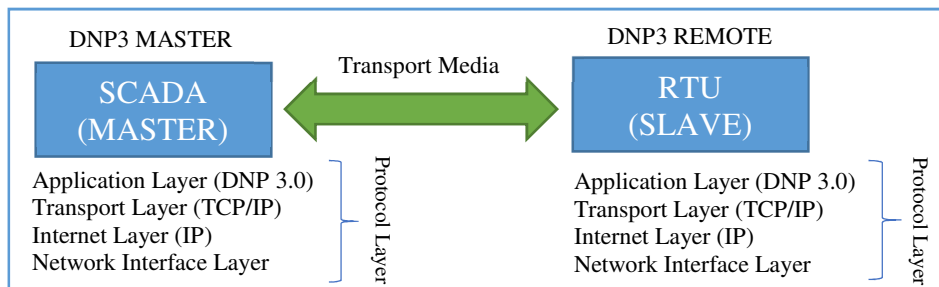 DNP3 MASTER
SCADA
(MASTER)
Transport Media
DNP3 REMOTE
RTU
(SLAVE)
Application Layer (DNP 3.0)
Transport Layer (TCP/IP)
Internet Layer (IP)
Network Interface Layer
Protocol Layer
Application Layer (DNP 3.0)
Transport Layer (TCP/IP)
Internet Layer (IP)
Network Interface Layer
Protocol Layer